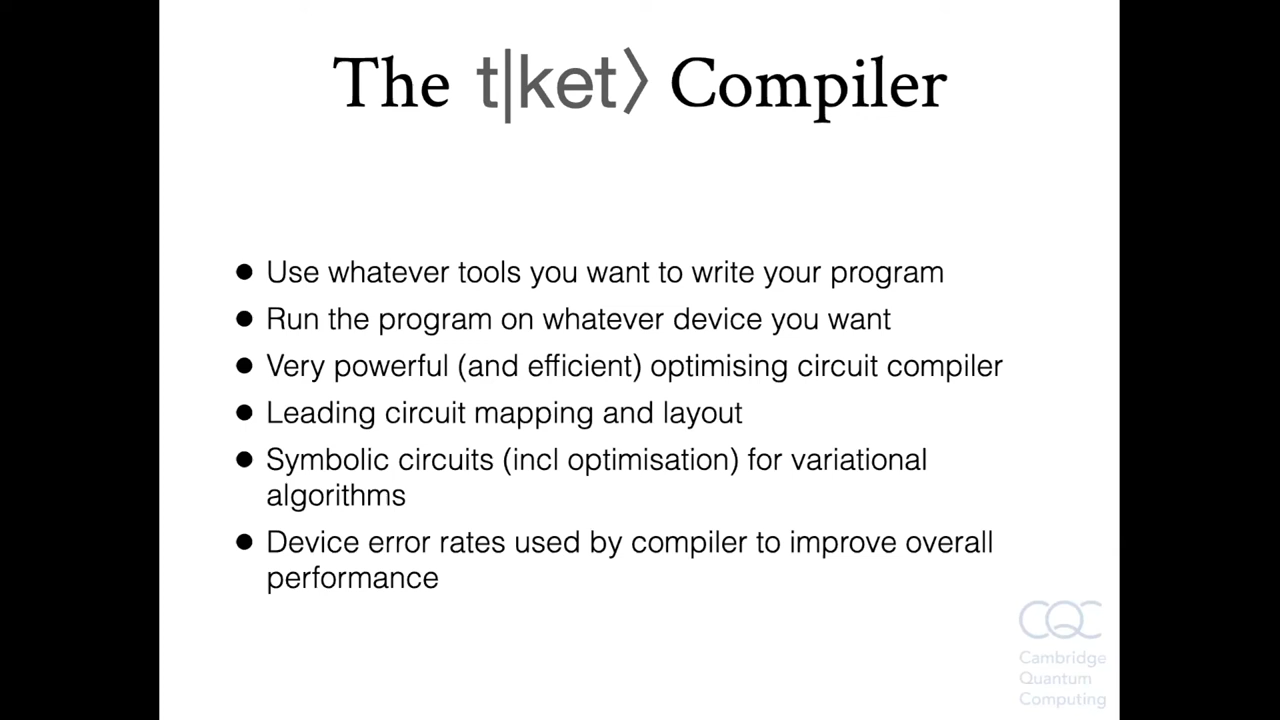 The t|ket⟩ Compiler
● Use whatever tools you want to write your program
● Run the program on whatever device you want
● Very powerful (and efficient) optimising circuit compiler
● Leading circuit mapping and layout
● Symbolic circuits (incl optimisation) for variational
algorithms
● Device error rates used by compiler to improve overall
performance
CQC
Cambridge
Quantum
Computing